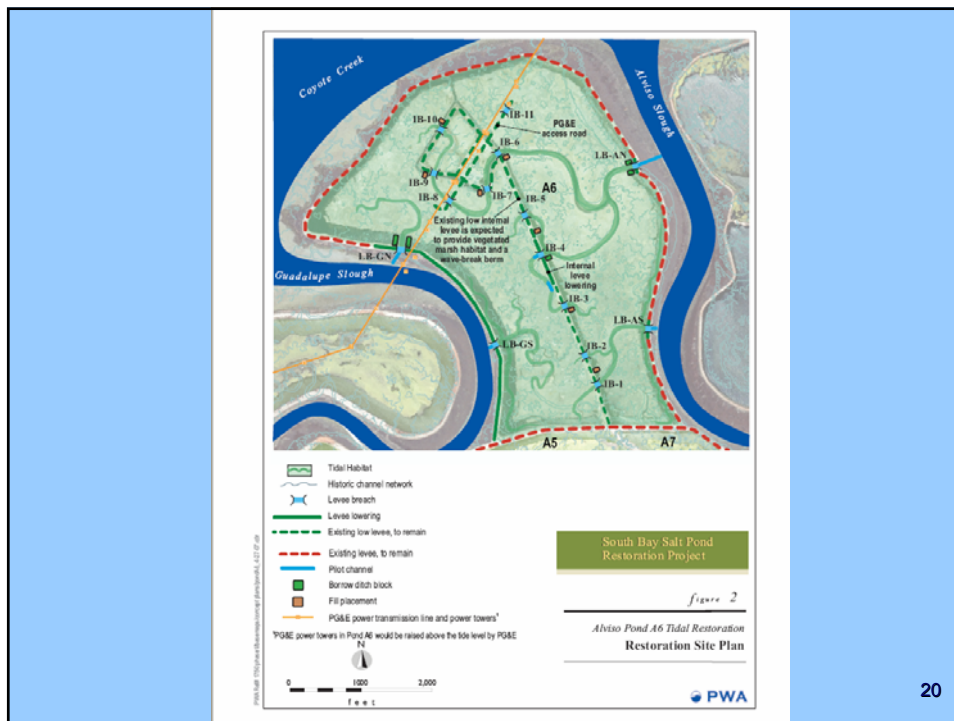 Coyote Creek
Alviso Slough
IB-10
IB-11
PG&E
access road
IB-6
LB-AN
IB-9
A6
IB-8
IB-7
IB-5
Existing low internal
levee is expected
to provide vegetated
marsh habitat and a
wave-break berm
IB-4
LB-GN
Internal
levee
lowering
Guadalupe Slough
IB-3
LB-AS
LB-GS
IB-2
IB-1
A5
A7
Tidal Habitat
Historic channel network
Levee breach
Levee lowering
Existing low levee, to remain
Existing levee, to remain
Pilot channel
Borrow ditch block
Fill placement
PG&E power transmission line and power towers¹
¹PG&E power towers in Pond A6 would be raised above the tide level by PG&E
N
0 1000 2,000
feet
South Bay Salt Pond
Restoration Project
figure 2
Alviso Pond A6 Tidal Restoration
Restoration Site Plan
PWA
20